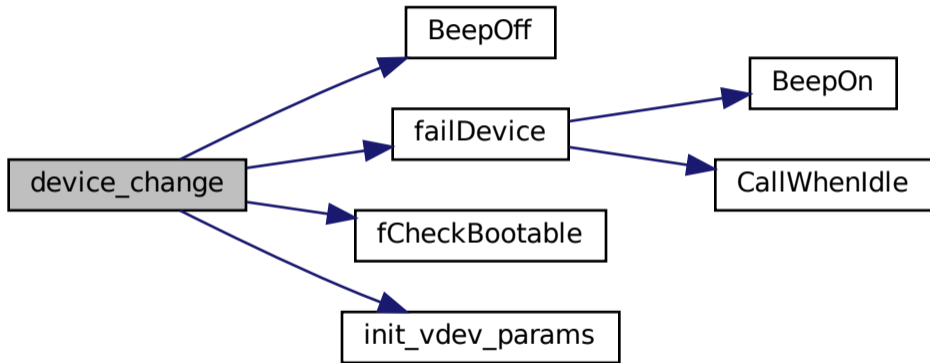 BeepOff
BeepOn
failDevice
device_change
CallWhenIdle
fCheckBootable
init_vdev_params